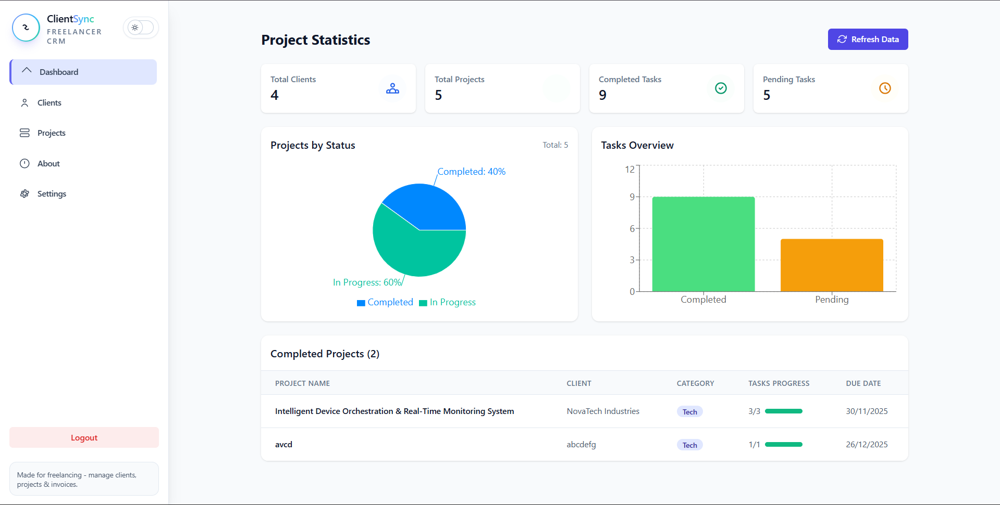 ClientSync
FREELANCER
CRM
Dashboard
Clients
Projects
About
Settings
Logout
Made for freelancing - manage clients,
projects & invoices.
Project Statistics
Refresh Data
Total Clients
4
Total Projects
5
Completed Tasks
9
Pending Tasks
5
Projects by Status
Total: 5
Completed: 40%
In Progress: 60%
Completed
In Progress
Tasks Overview
12
9
6
3
0
Completed
Pending
Completed Projects (2)
PROJECT NAME CLIENT CATEGORY TASKS PROGRESS DUE DATE
Intelligent Device Orchestration & Real-Time Monitoring System NovaTech Industries Tech 3/3 30/11/2025
avcd abcdefg Tech 1/1 26/12/2025